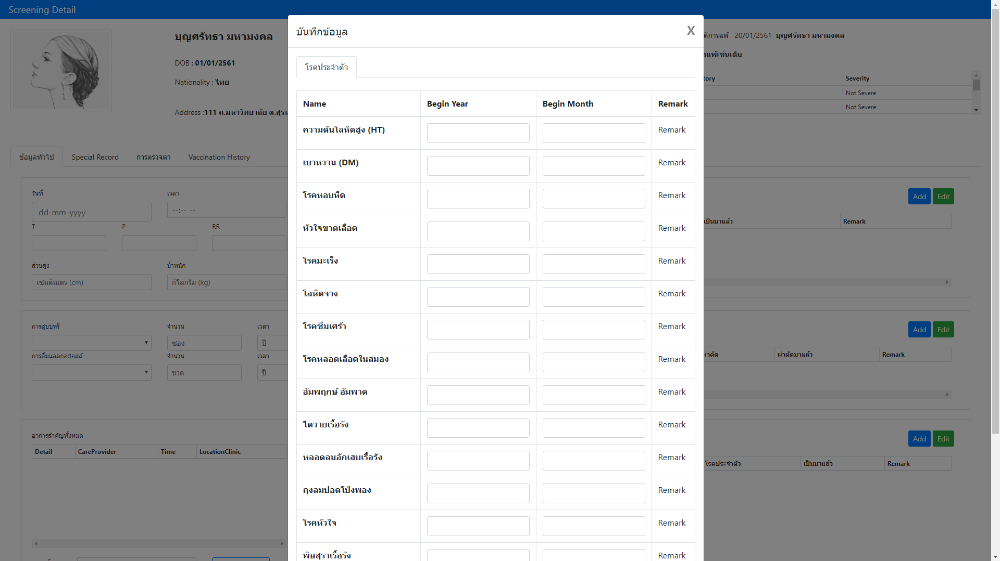 Screening Detail
บุญศรัทธา มหามงคล
DOB : 01/01/2561
Nationality : ไทย
Address :111 ถ.มหาวิทยาลัย ต.สุรน
ติการแพ้ 20/01/2561 บุญศรัทธา มหามงคล
รแพ้เช่นเดิม
tory Severity
Not Severe
Not Severe
ข้อมูลทั่วไป Special Record การตรวจตา Vaccination History
วันที่ เวลา
dd-mm-yyyy --:-- --
T P RR
ส่วนสูง น้ำหนัก
เซนติเมตร (cm) กิโลกรัม (kg)
การสูบบุหรี่ จำนวน เวลา
ซอง ปี
การดื่มแอลกอฮอลล์ จำนวน เวลา
ขวด ปี
อาการสำคัญทั้งหมด
Detail CareProvider Time LocationClinic
บันทึกข้อมูล X
โรคประจำตัว
Name Begin Year Begin Month Remark
ความดันโลหิตสูง (HT) Remark
เบาหวาน (DM) Remark
โรคหอบหืด Remark
หัวใจขาดเลือด Remark
โรคมะเร็ง Remark
โลหิตจาง Remark
โรคซึมเศร้า Remark
โรคหลอดเลือดในสมอง Remark
อัมพฤกษ์ อัมพาต Remark
ไตวายเรื้อรัง Remark
หลอดลมอักเสบเรื้อรัง Remark
ถุงลมปอดโป่งพอง Remark
โรคหัวใจ Remark
พิษสุราเรื้อรัง Remark
Add Edit
เป็นมาแล้ว Remark
Add Edit
ผ่าตัด ผ่าตัดมาแล้ว Remark
Add Edit
โรคประจำตัว เป็นมาแล้ว Remark